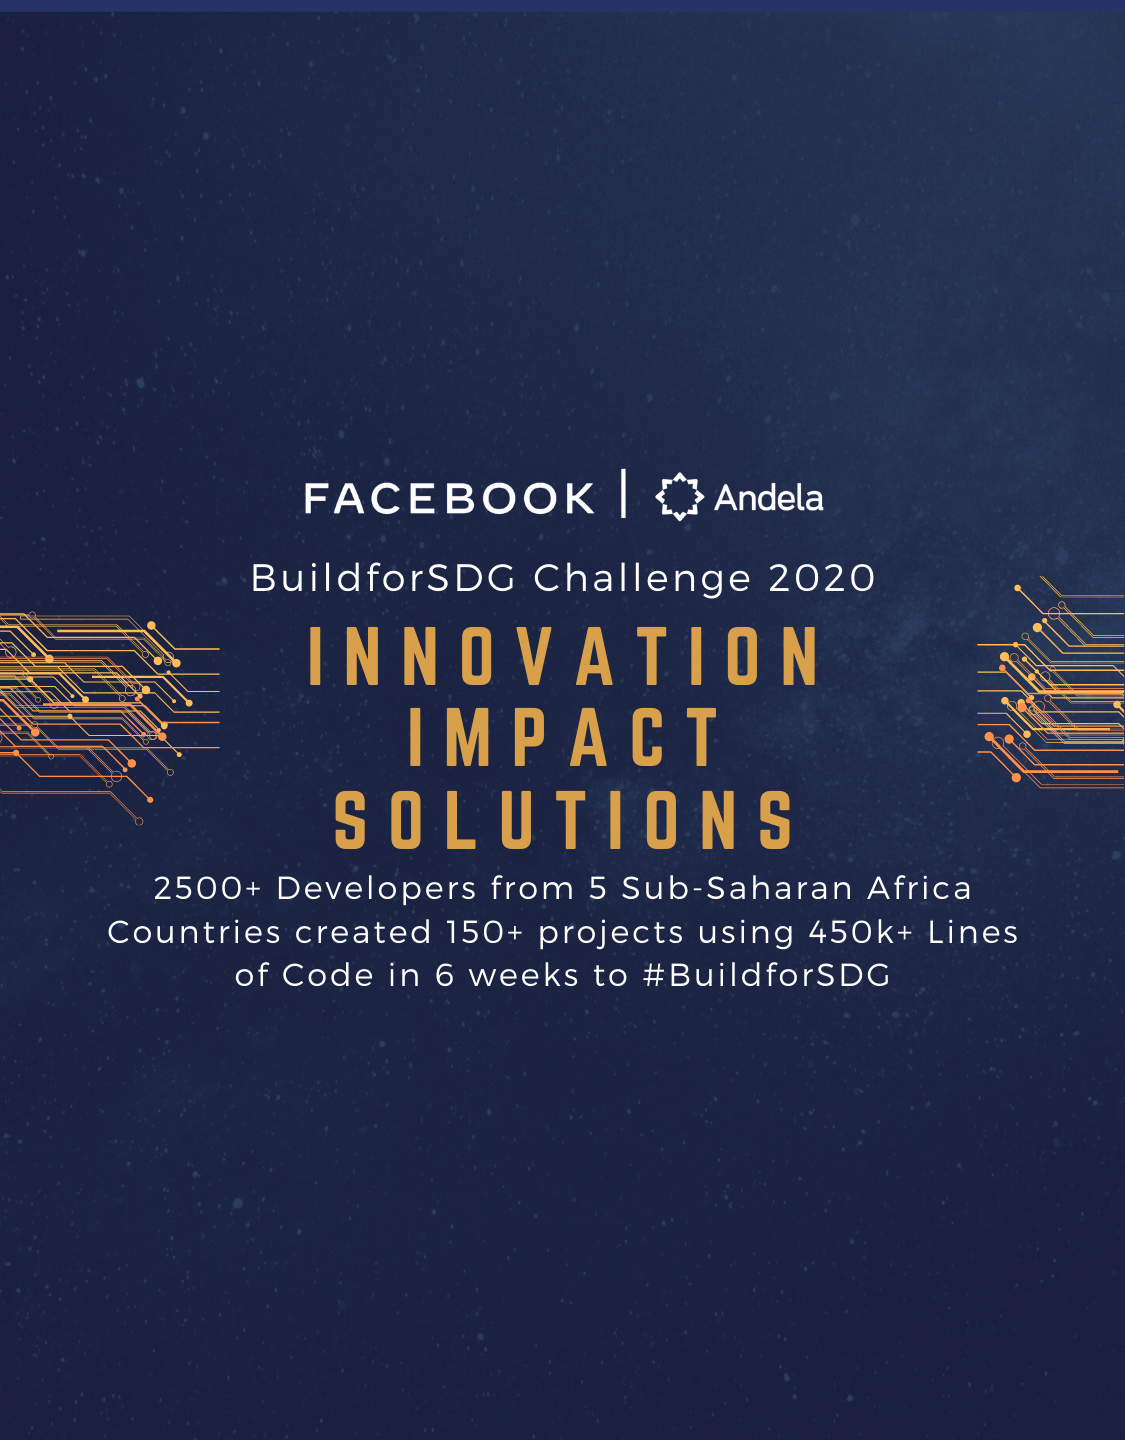 FACEBOOK | Andela
BuildforSDG Challenge 2020
INNOVATION
IMPACT
SOLUTIONS
2500+ Developers from 5 Sub-Saharan Africa
Countries created 150+ projects using 450k+ Lines
of Code in 6 weeks to #BuildforSDG